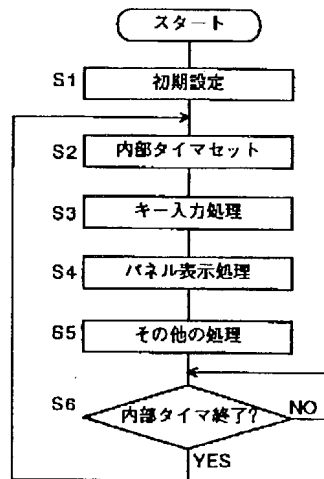 スタート
S1 初期設定
S2 内部タイマセット
S3 キー入力処理
S4 パネル表示処理
S5 その他の処理
S6 内部タイマ終了? NO
YES